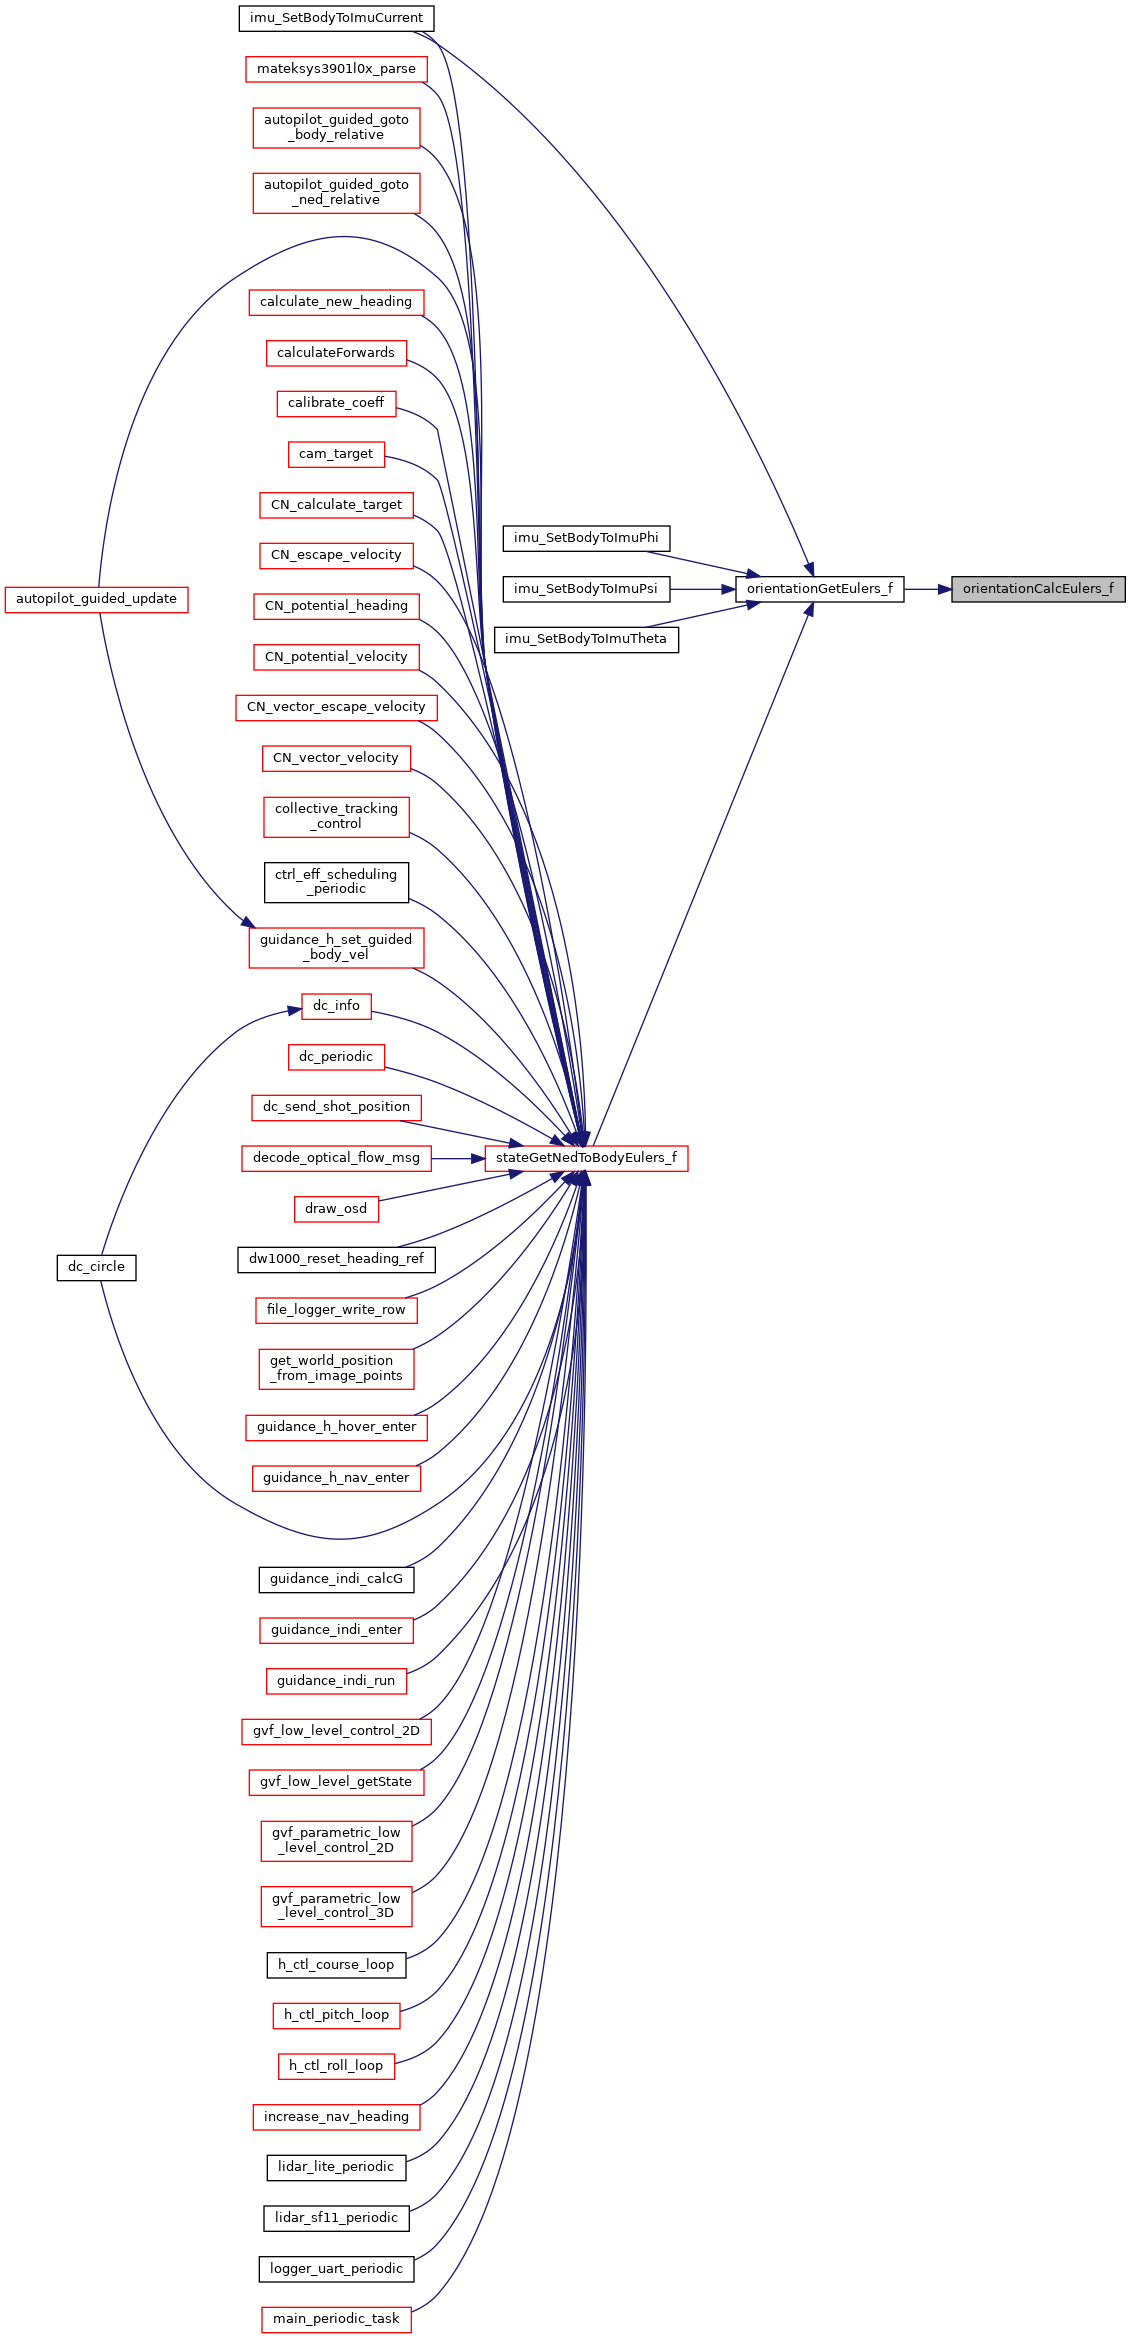 imu_SetBodyToImuCurrent
mateksys3901l0x_parse
autopilot_guided_goto
_body_relative
autopilot_guided_goto
_ned_relative
calculate_new_heading
calculateForwards
calibrate_coeff
cam_target
CN_calculate_target
imu_SetBodyToImuPhi
CN_escape_velocity
imu_SetBodyToImuPsi
orientationGetEulers_f
orientationCalcEulers_f
autopilot_guided_update
CN_potential_heading
imu_SetBodyToImuTheta
CN_potential_velocity
CN_vector_escape_velocity
CN_vector_velocity
collective_tracking
_control
ctrl_eff_scheduling
_periodic
guidance_h_set_guided
_body_vel
dc_info
dc_periodic
dc_send_shot_position
decode_optical_flow_msg
stateGetNedToBodyEulers_f
draw_osd
dw1000_reset_heading_ref
dc_circle
file_logger_write_row
get_world_position
_from_image_points
guidance_h_hover_enter
guidance_h_nav_enter
guidance_indi_calcG
guidance_indi_enter
guidance_indi_run
gvf_low_level_control_2D
gvf_low_level_getState
gvf_parametric_low
_level_control_2D
gvf_parametric_low
_level_control_3D
h_ctl_course_loop
h_ctl_pitch_loop
h_ctl_roll_loop
increase_nav_heading
lidar_lite_periodic
lidar_sf11_periodic
logger_uart_periodic
main_periodic_task